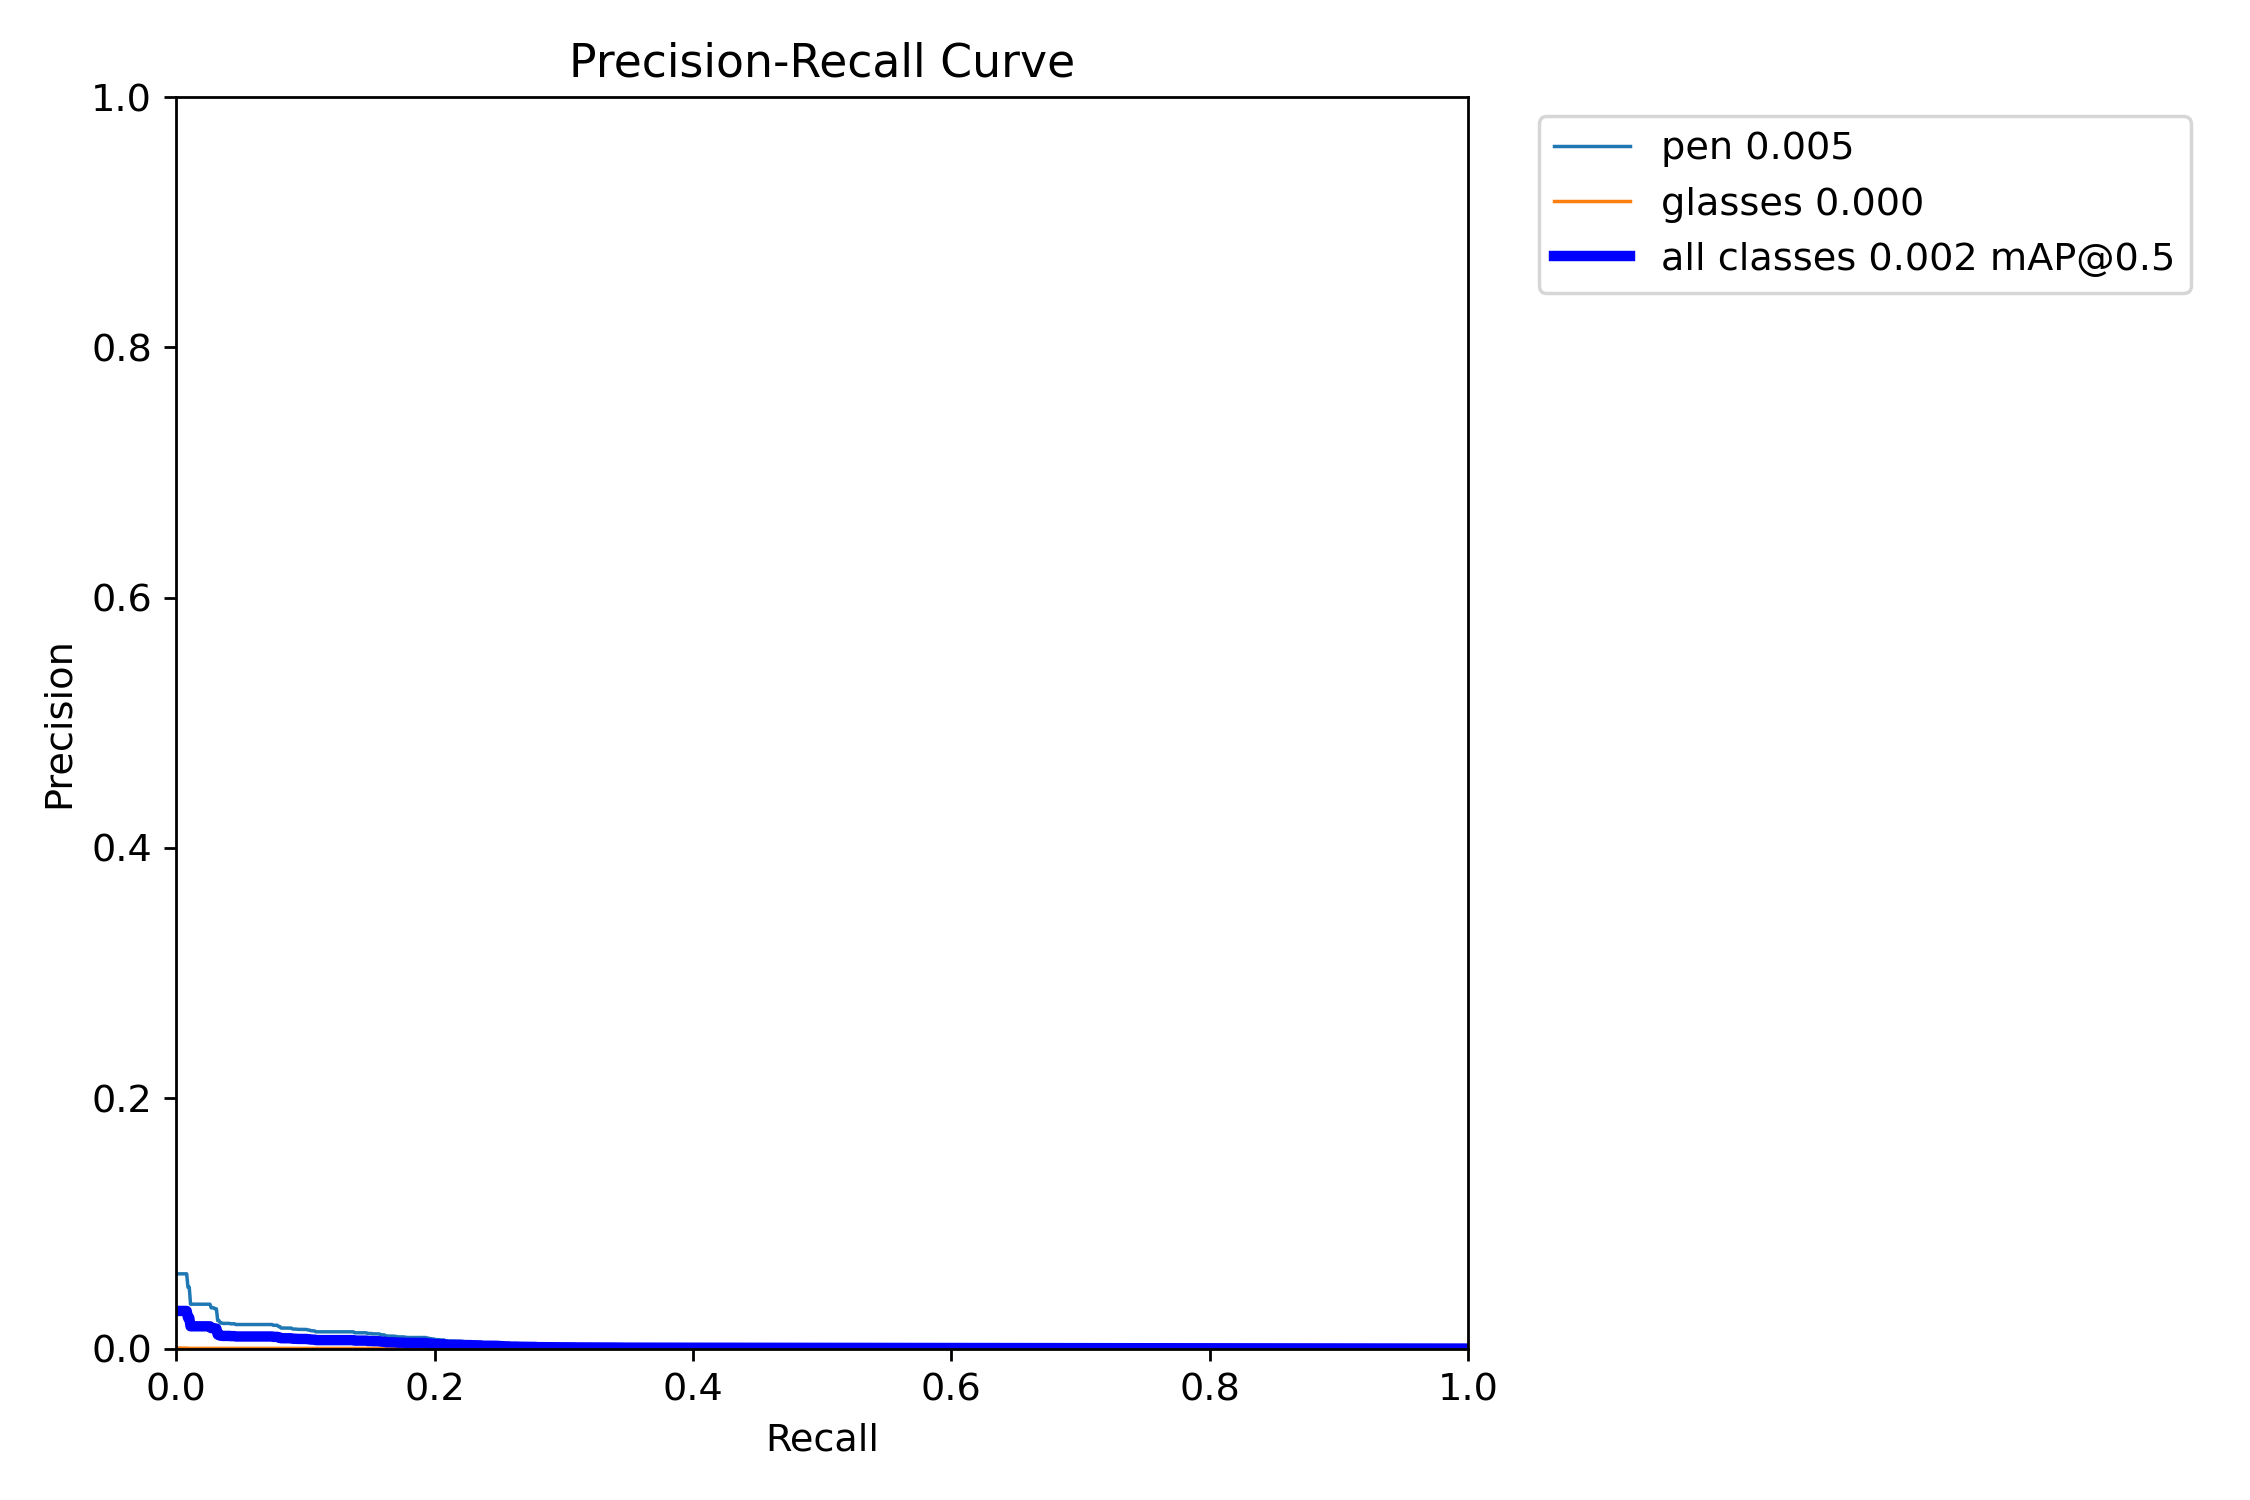 Precision-Recall Curve
1.0
0.8
0.6
0.4
0.2
0.0
Precision
0.0 0.2 0.4 0.6 0.8 1.0
Recall
pen 0.005
glasses 0.000
all classes 0.002 mAP@0.5